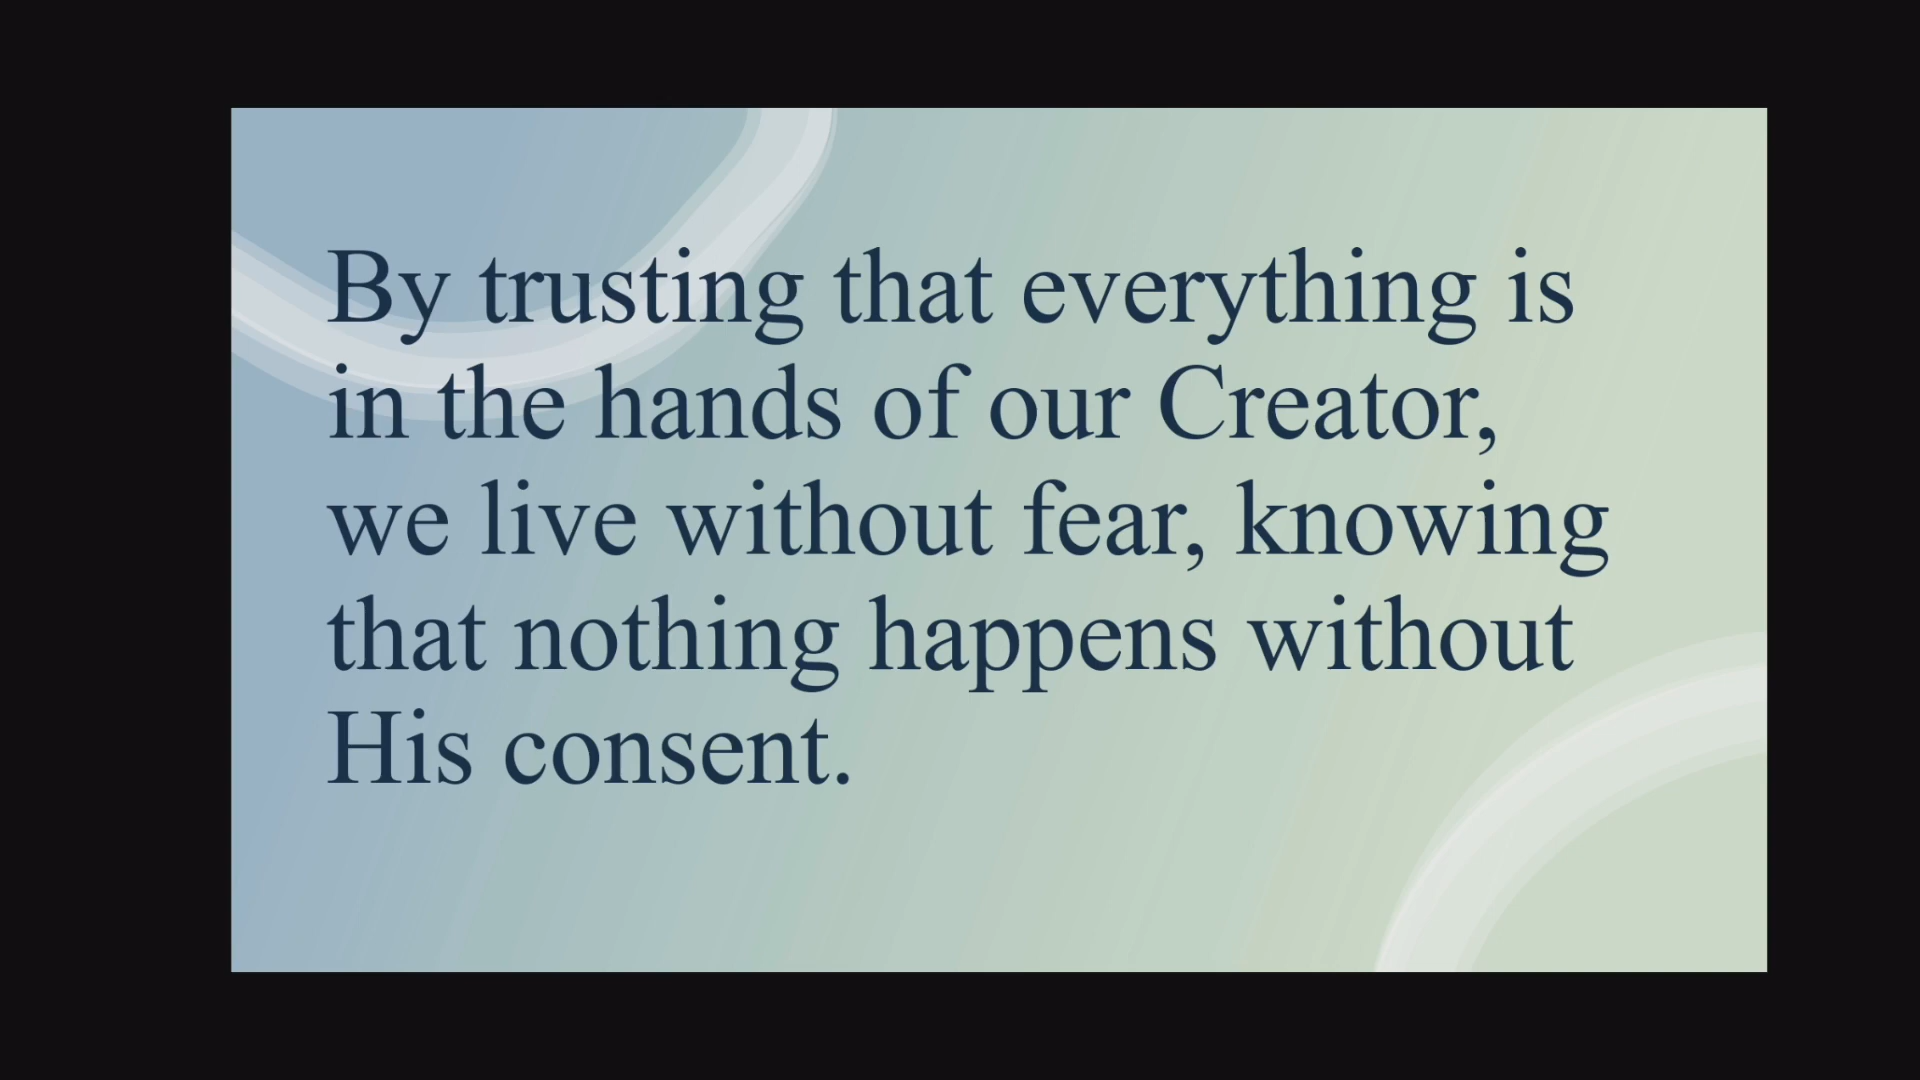 By trusting that everything is
in the hands of our Creator,
we live without fear, knowing
that nothing happens without
His consent.